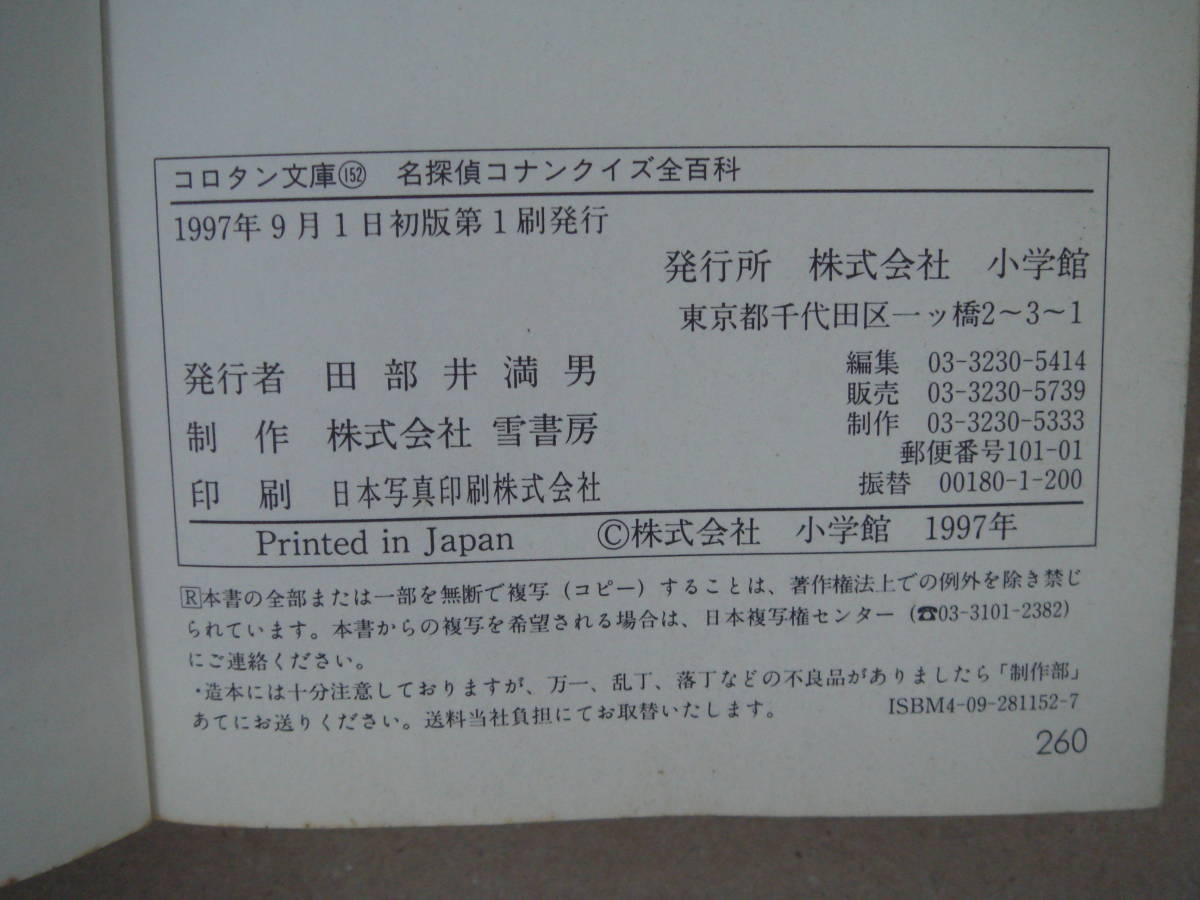 コロタン文庫152 名探偵コナンクイズ全百科
1997年9月1日初版第1刷発行
発行所 株式会社 小学館
東京都千代田区一ッ橋2〜3〜1
発行者 田部井満男
編集 03-3230-5414
販売 03-3230-5739
制作 株式会社 雪書房
制作 03-3230-5333
郵便番号101-01
印刷 日本写真印刷株式会社
振替 00180-1-200
Printed in Japan ©株式会社 小学館 1997年
🅁本書の全部または一部を無断で複写（コピー）することは、著作権法上での例外を除き禁じ
られています。本書からの複写を希望される場合は、日本複写権センター（☎03-3101-2382）
にご連絡ください。
・造本には十分注意しておりますが、万一、乱丁、落丁などの不良品がありましたら「制作部」
あてにお送りください。送料当社負担にてお取替いたします。 ISBM4-09-281152-7
260